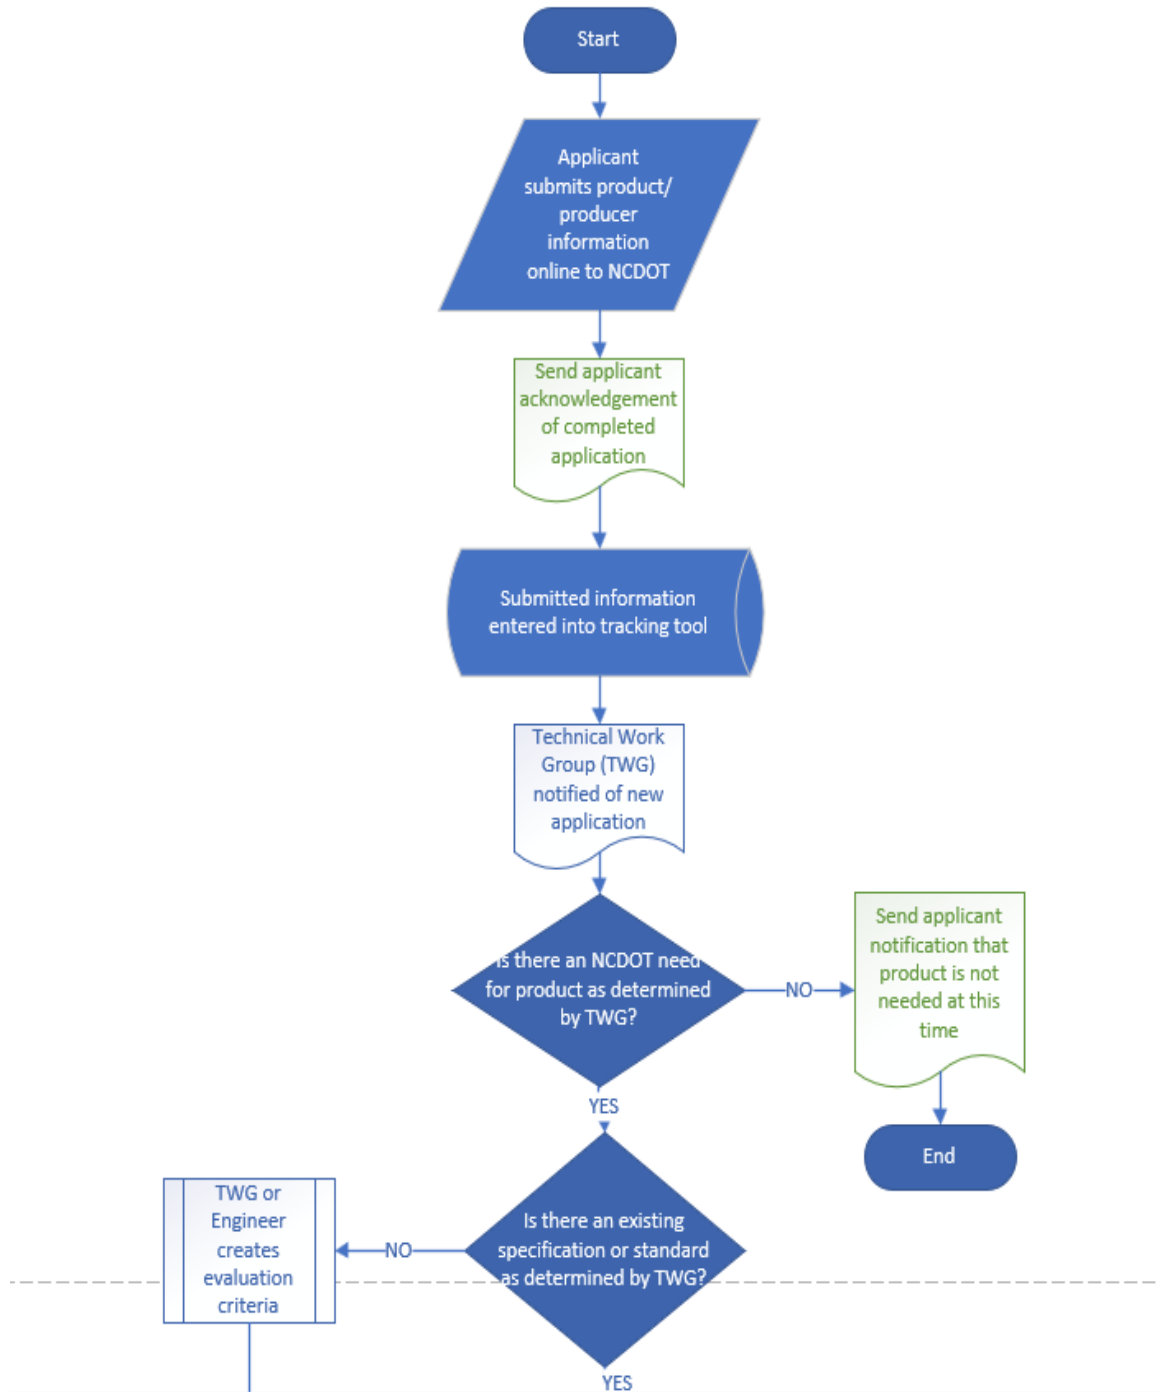 Start
Applicant
submits product/
producer
information
online to NCDOT
Send applicant
acknowledgement
of completed
application
Submitted information
entered into tracking tool
Technical Work
Group (TWG)
notified of new
application
Is there an NCDOT need
for product as determined
by TWG?
NO
Send applicant
notification that
product is not
needed at this
time
End
YES
Is there an existing
specification or standard
as determined by TWG?
NO
TWG or
Engineer
creates
evaluation
criteria
YES